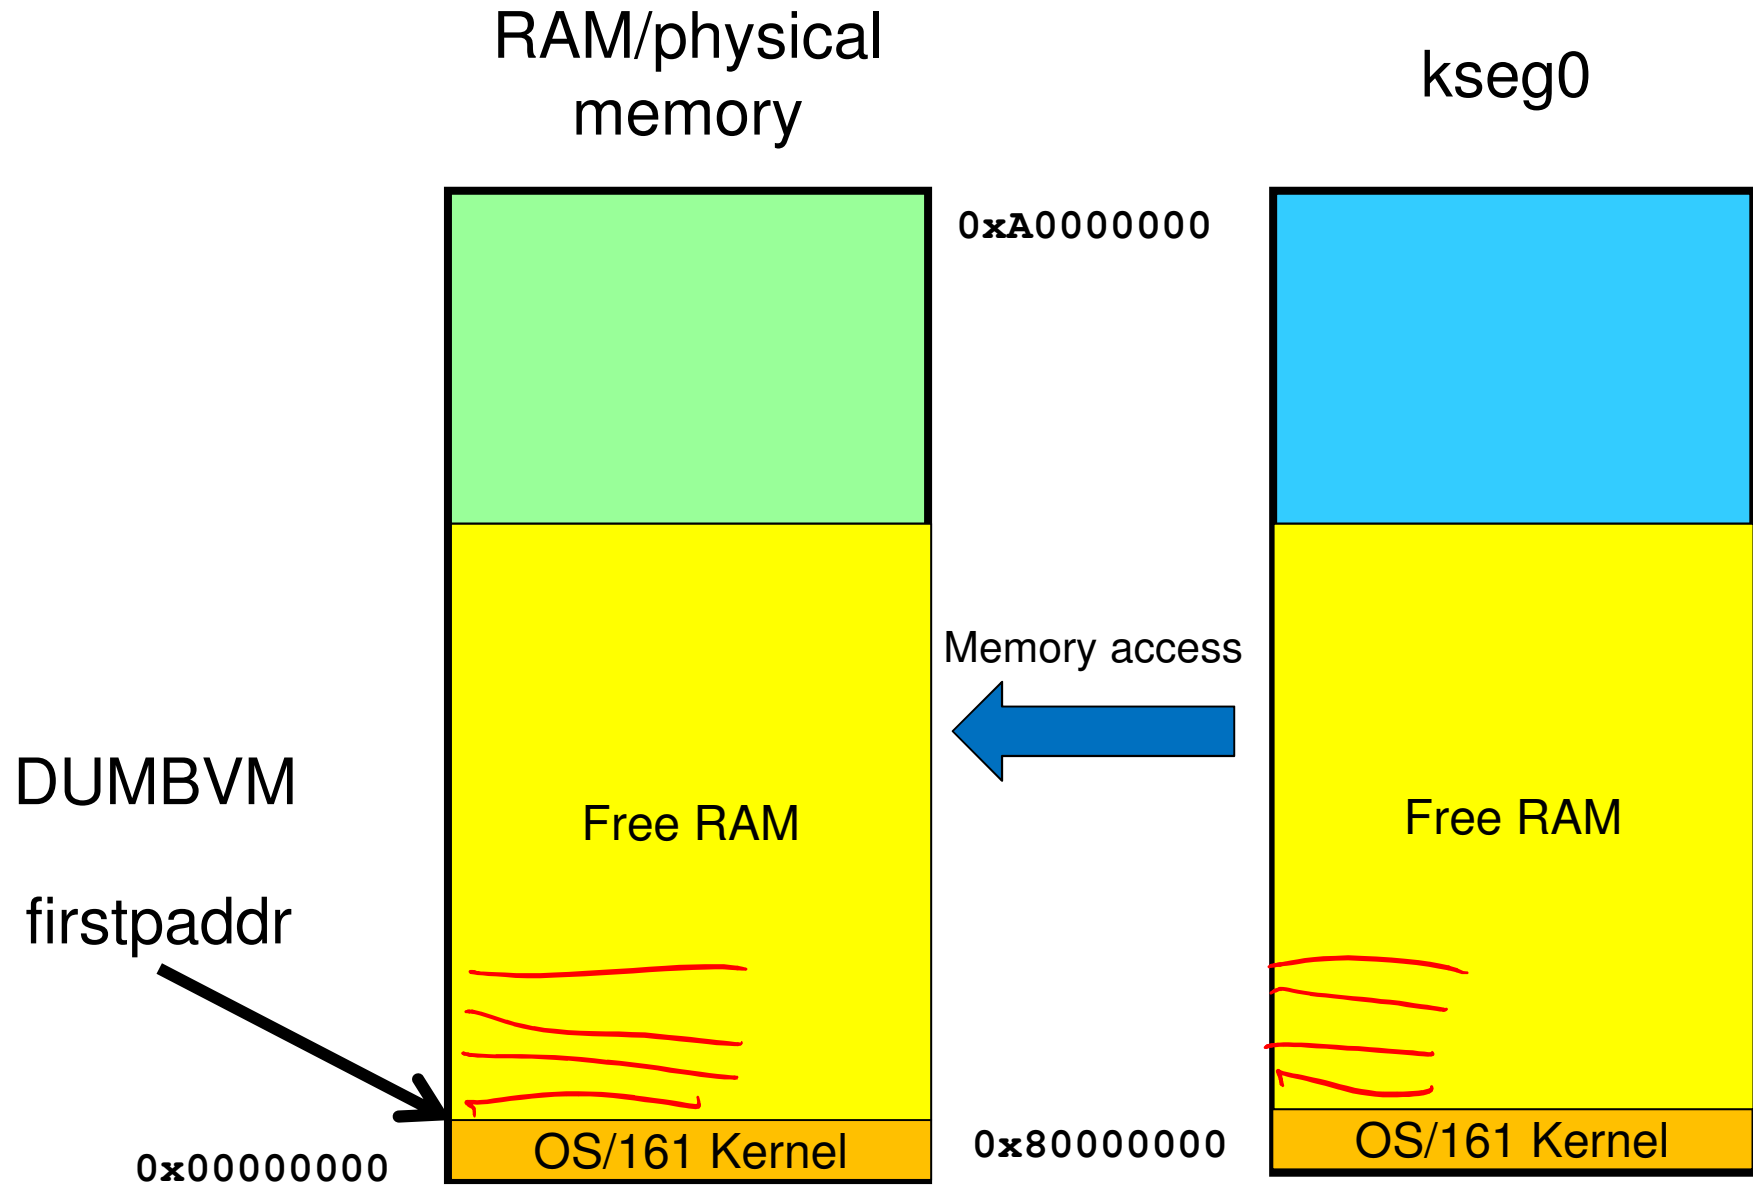 RAM/physical
memory
kseg0
0xA0000000
Memory access
DUMBVM
Free RAM
Free RAM
firstpaddr
0x00000000
OS/161 Kernel
0x80000000
OS/161 Kernel